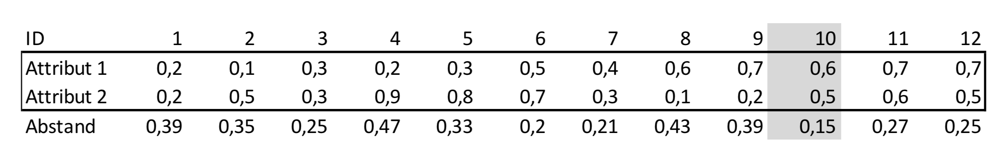 ID 1 2 3 4 5 6 7 8 9 10 11 12
Attribut 1 0,2 0,1 0,3 0,2 0,3 0,5 0,4 0,6 0,7 0,6 0,7 0,7
Attribut 2 0,2 0,5 0,3 0,9 0,8 0,7 0,3 0,1 0,2 0,5 0,6 0,5
Abstand 0,39 0,35 0,25 0,47 0,33 0,2 0,21 0,43 0,39 0,15 0,27 0,25